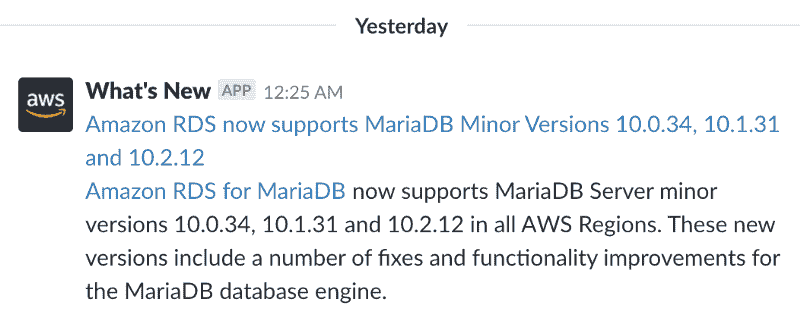 Yesterday
aws
What's New APP 12:25 AM
Amazon RDS now supports MariaDB Minor Versions 10.0.34, 10.1.31
and 10.2.12
Amazon RDS for MariaDB now supports MariaDB Server minor
versions 10.0.34, 10.1.31 and 10.2.12 in all AWS Regions. These new
versions include a number of fixes and functionality improvements for
the MariaDB database engine.